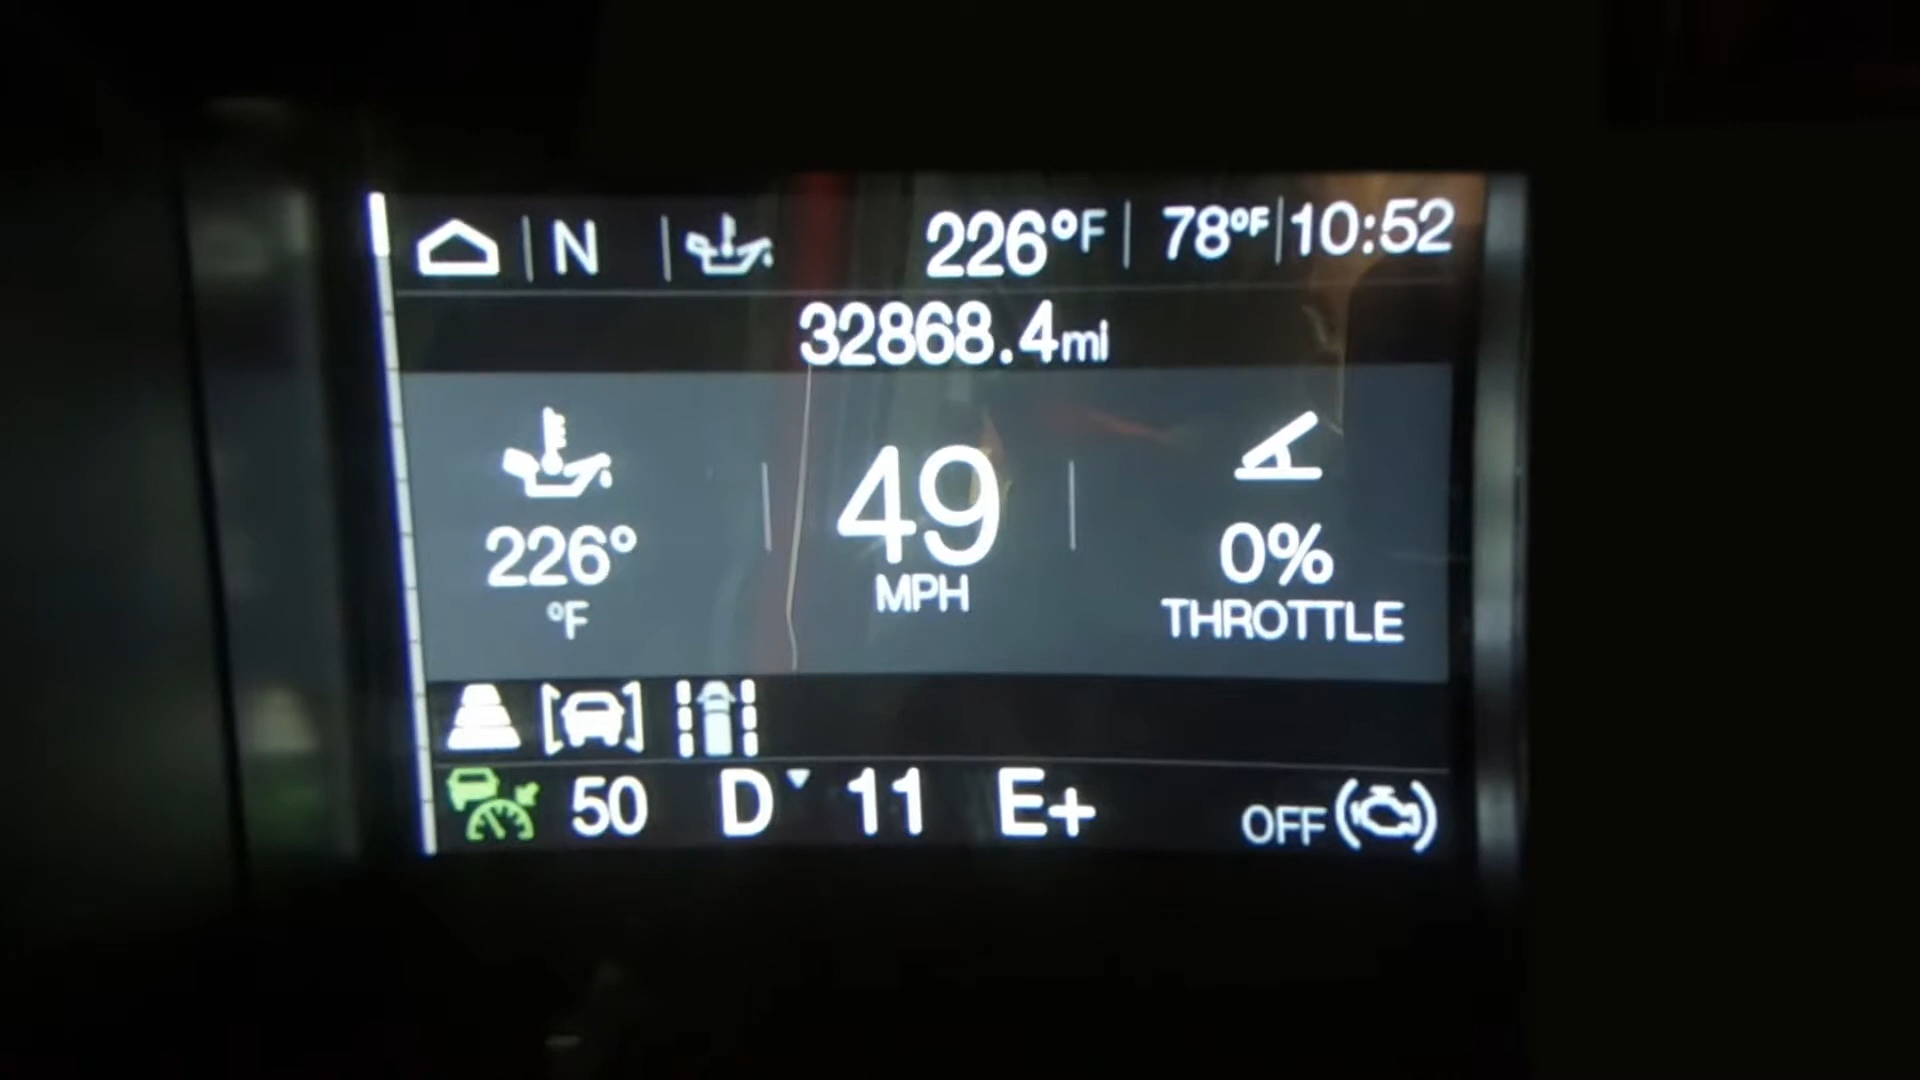 N 226°F 78°F 10:52
32868.4mi
226° 49 0%
°F MPH THROTTLE
50 D 11 E+ OFF